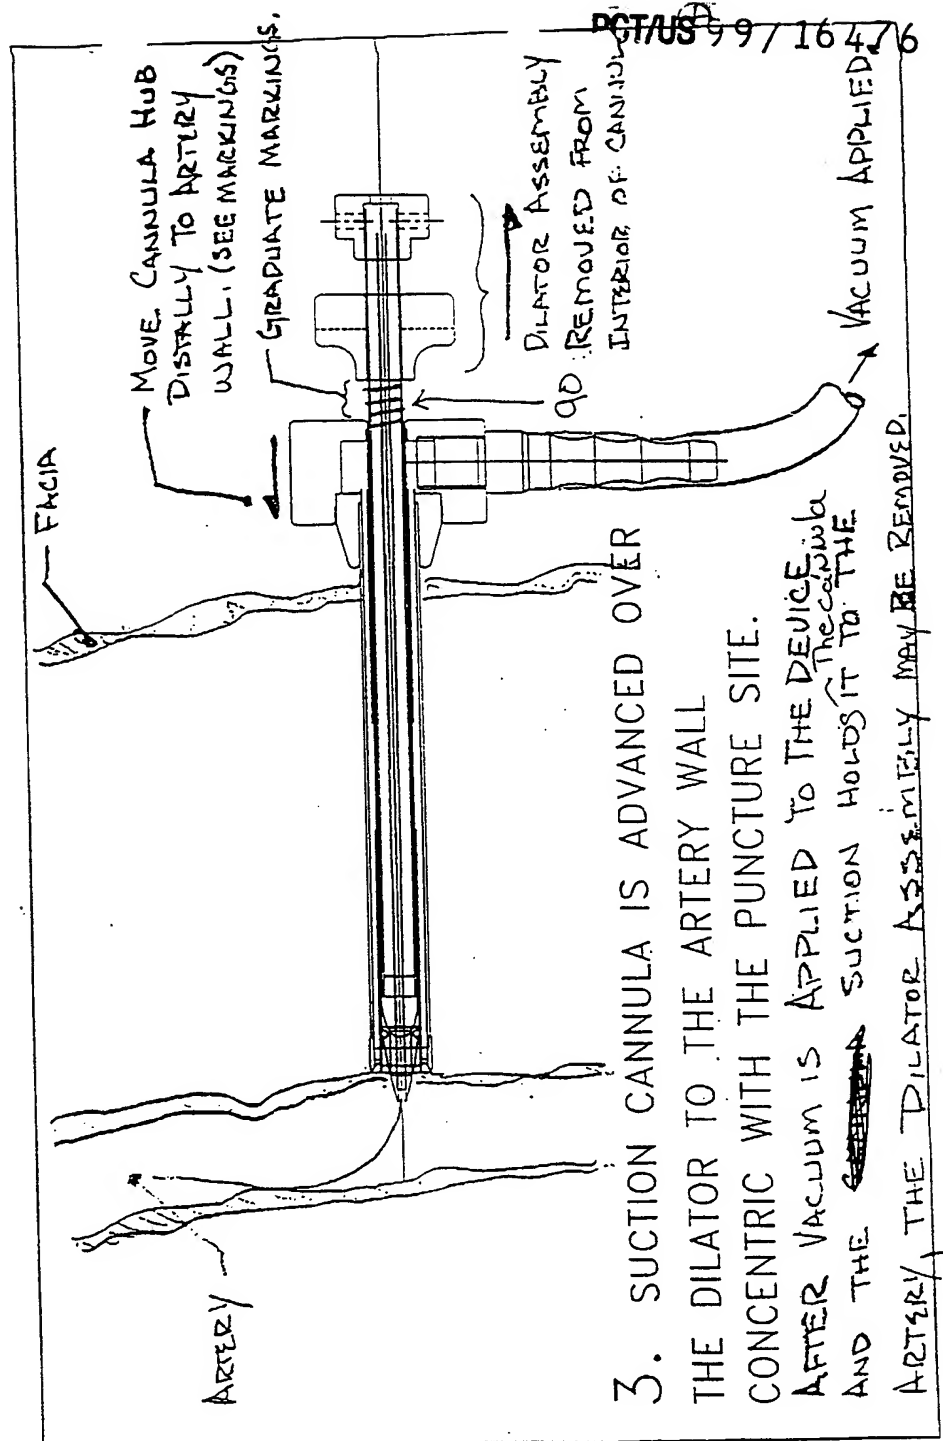 PCT/US 99/16476
MOVE CANNULA HUB
DISTALLY TO ARTERY
WALL. (SEE MARKINGS)
GRADUATE MARKINGS.
FACIA
DILATOR ASSEMBLY
REMOVED FROM
INTERIOR OF CANNUL
90
VACUUM APPLIED.
ARTERY
3. SUCTION CANNULA IS ADVANCED OVER
THE DILATOR TO THE ARTERY WALL
CONCENTRIC WITH THE PUNCTURE SITE.
AFTER VACUUM IS APPLIED TO THE DEVICE
AND THE SUCTION HOLDS The cannula IT TO THE
ARTERY, THE DILATOR ASSEMBLY MAY BE REMOVED.